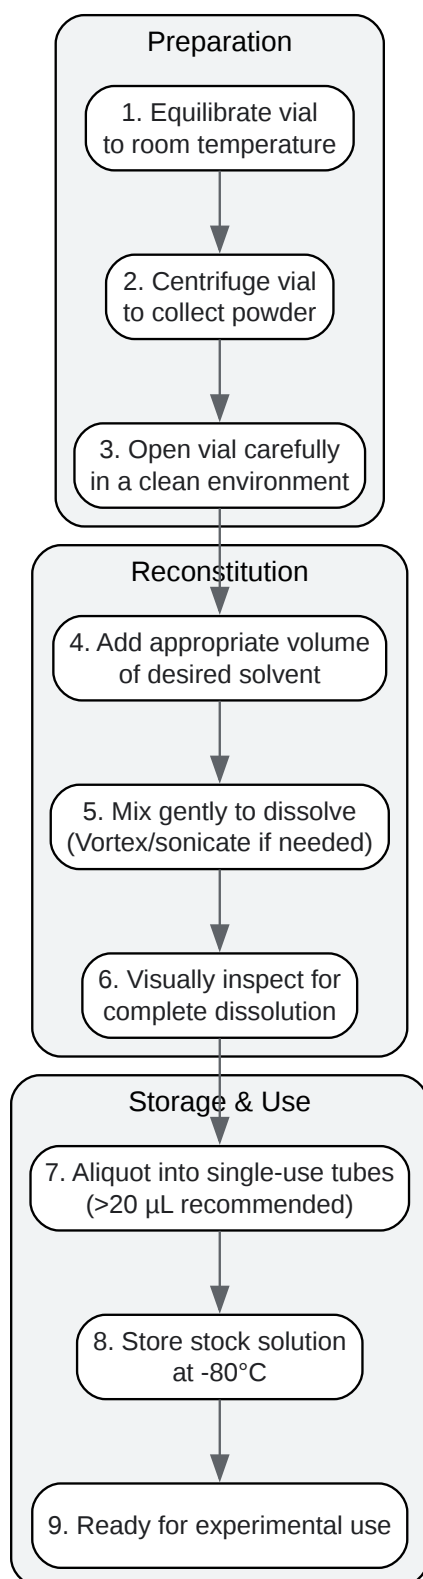 Preparation
1. Equilibrate vial
to room temperature
2. Centrifuge vial
to collect powder
3. Open vial carefully
in a clean environment
Reconstitution
4. Add appropriate volume
of desired solvent
5. Mix gently to dissolve
(Vortex/sonicate if needed)
6. Visually inspect for
complete dissolution
Storage & Use
7. Aliquot into single-use tubes
(>20 µL recommended)
8. Store stock solution
at -80°C
9. Ready for experimental use